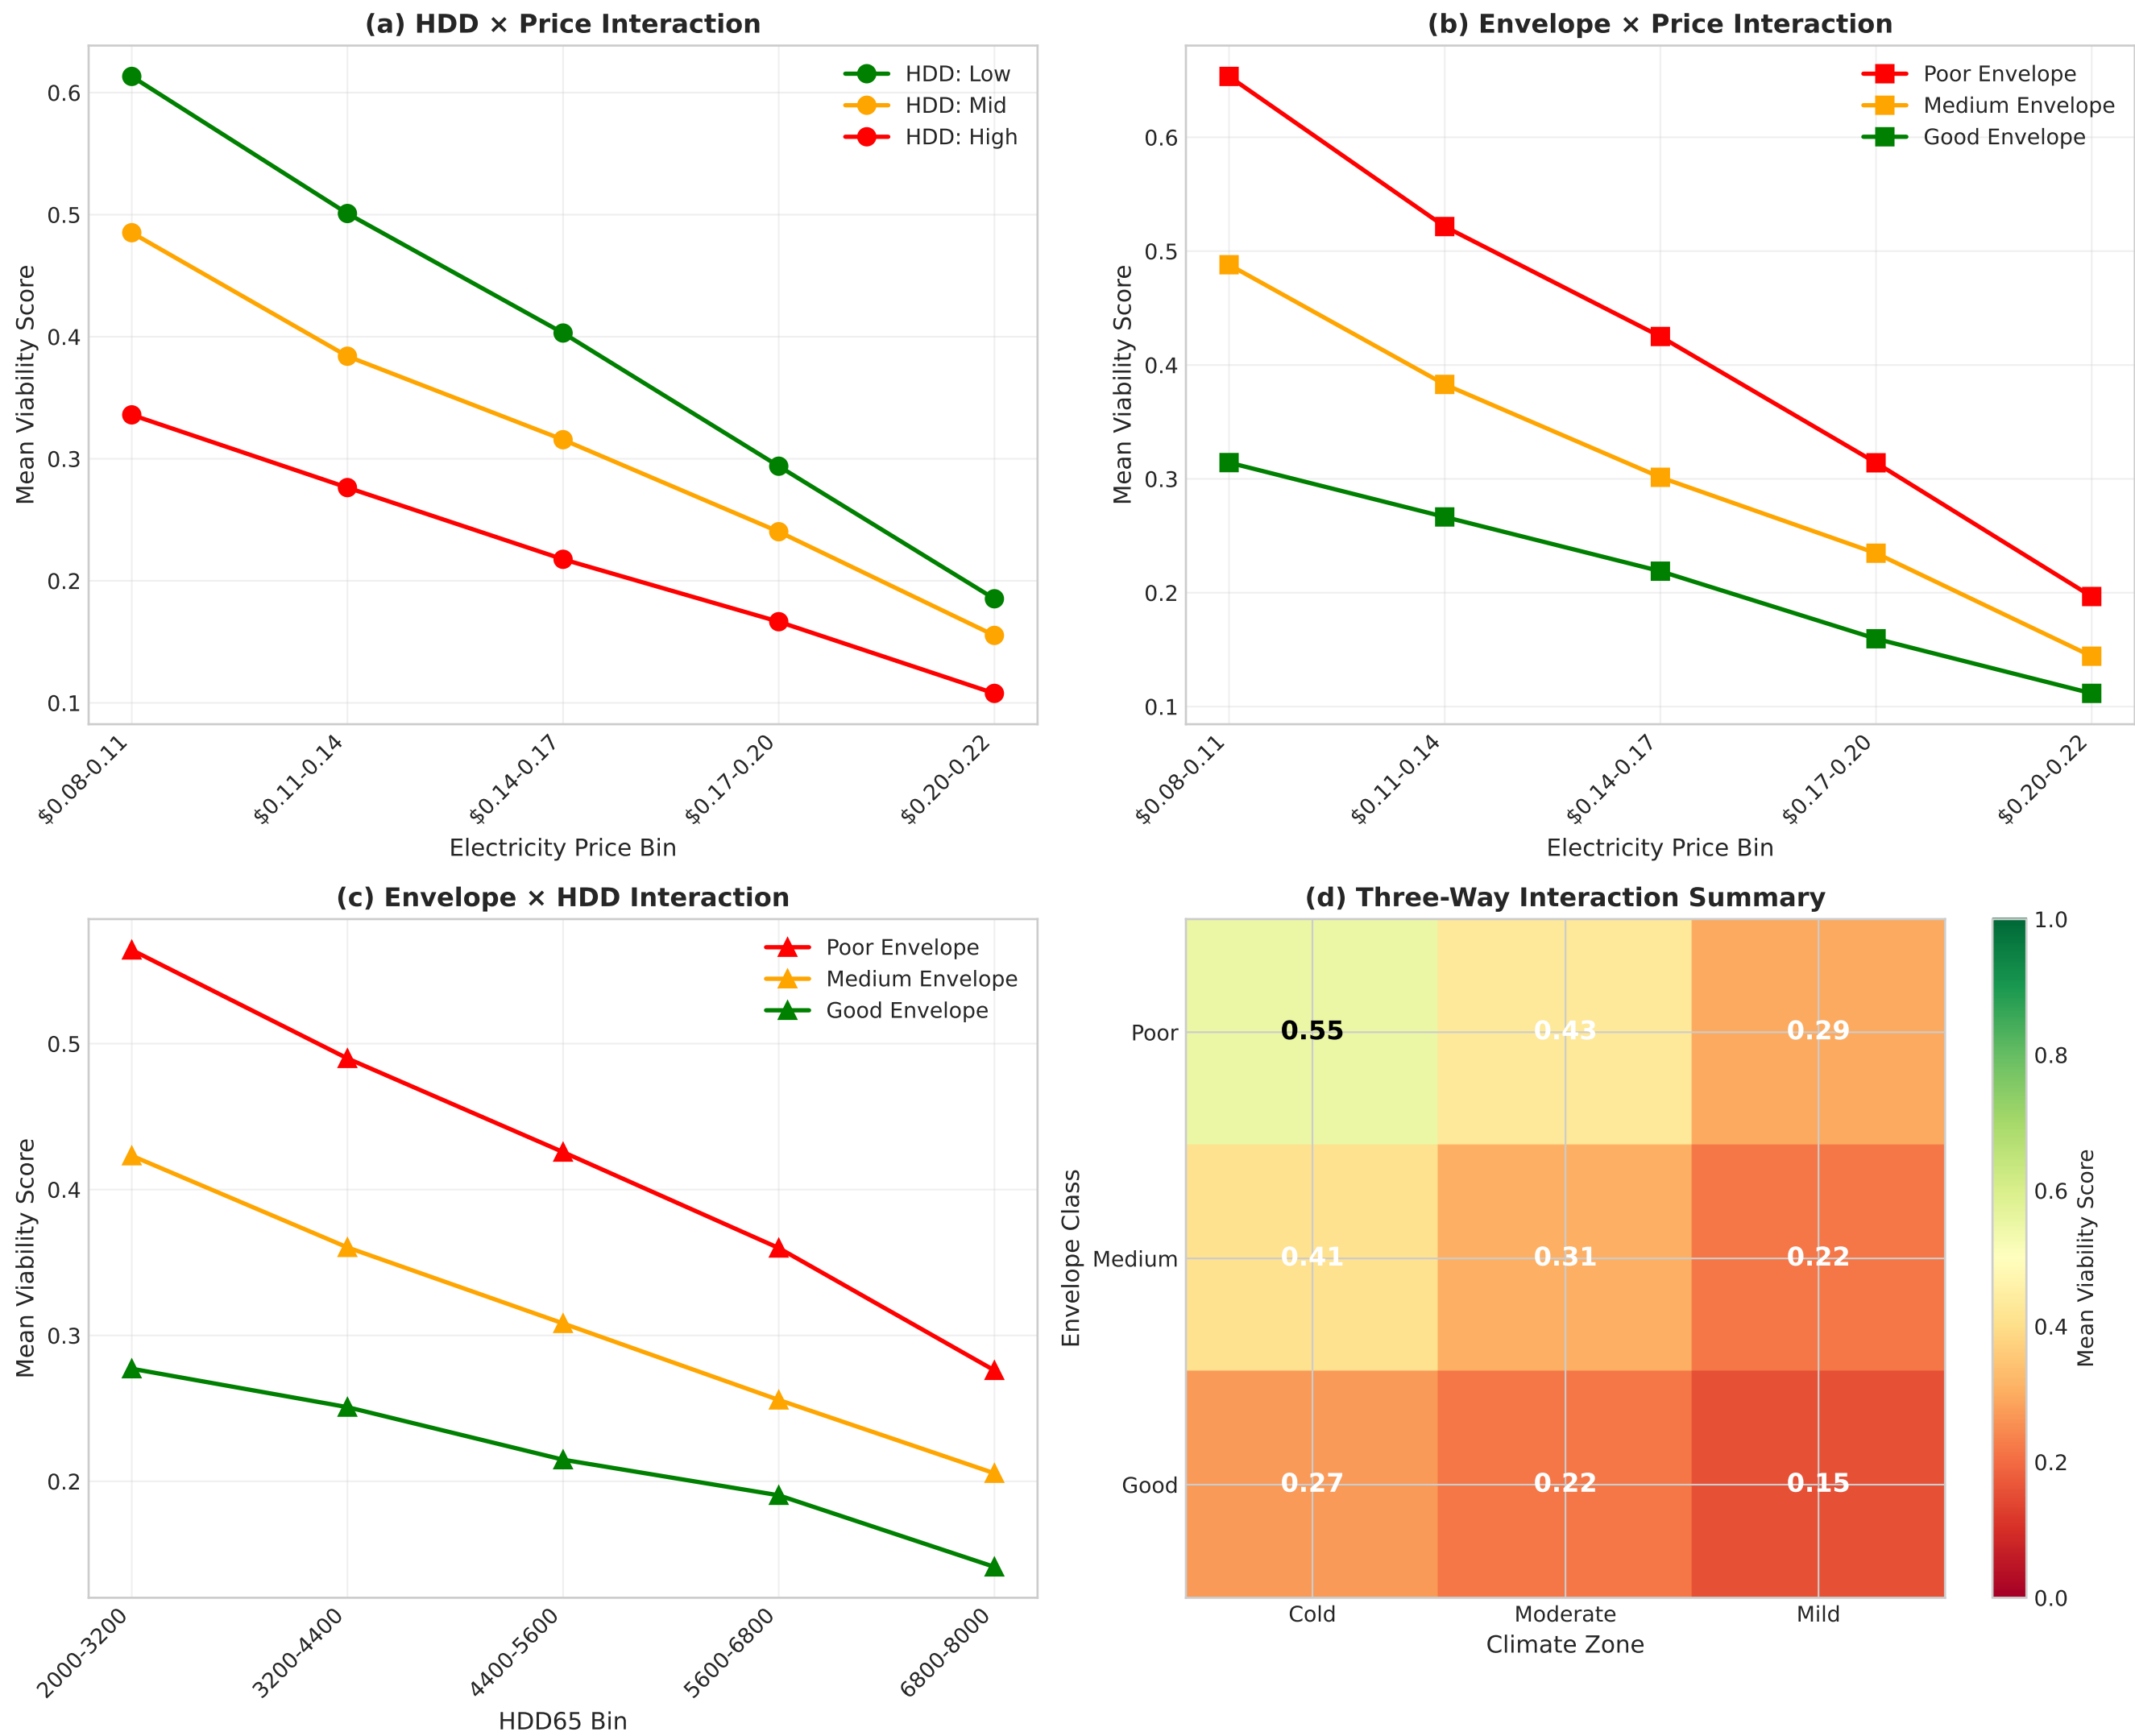 (a) HDD × Price Interaction
Mean Viability Score
0.6
0.5
0.4
0.3
0.2
0.1
HDD: Low
HDD: Mid
HDD: High
$0.08-0.11
$0.11-0.14
$0.14-0.17
$0.17-0.20
$0.20-0.22
Electricity Price Bin
(b) Envelope × Price Interaction
Mean Viability Score
0.6
0.5
0.4
0.3
0.2
0.1
Poor Envelope
Medium Envelope
Good Envelope
$0.08-0.11
$0.11-0.14
$0.14-0.17
$0.17-0.20
$0.20-0.22
Electricity Price Bin
(c) Envelope × HDD Interaction
Mean Viability Score
0.5
0.4
0.3
0.2
Poor Envelope
Medium Envelope
Good Envelope
2000-3200
3200-4400
4400-5600
5600-6800
6800-8000
HDD65 Bin
(d) Three-Way Interaction Summary
Envelope Class
Poor
0.55 0.43 0.29
Medium
0.41 0.31 0.22
Good
0.27 0.22 0.15
Cold Moderate Mild
Climate Zone
1.0
0.8
0.6
0.4
0.2
0.0
Mean Viability Score